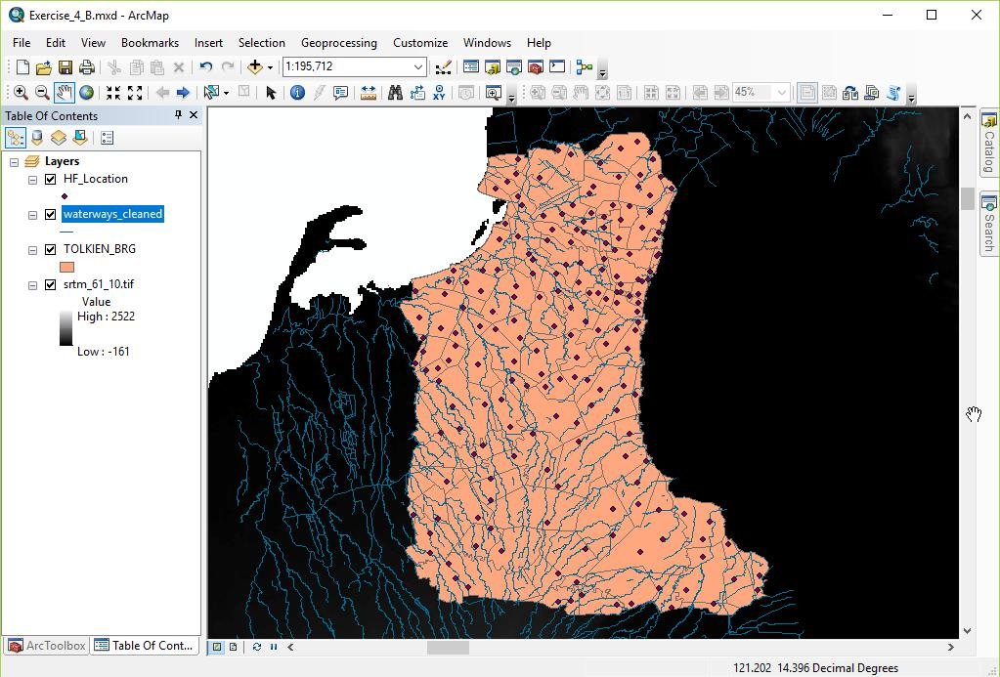 Exercise_4_B.mxd - ArcMap
File Edit View Bookmarks Insert Selection Geoprocessing Customize Windows Help
1:195,712
45%
Table Of Contents
Layers
HF_Location
waterways_cleaned
TOLKIEN_BRG
srtm_61_10.tif
Value
High : 2522
Low : -161
Catalog
Search
ArcToolbox Table Of Cont...
121.202 14.396 Decimal Degrees